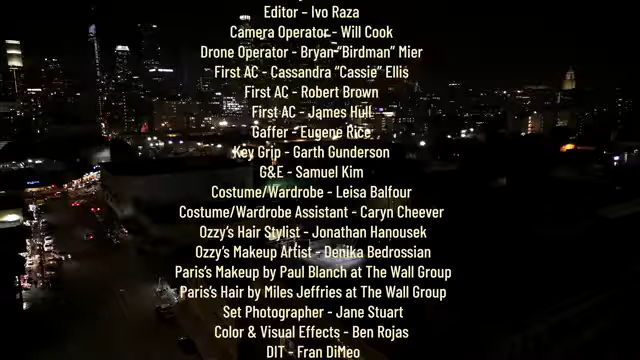 Editor - Ivo Raza
Camera Operator - Will Cook
Drone Operator - Bryan “Birdman” Mier
First AC - Cassandra “Cassie” Ellis
First AC - Robert Brown
First AC - James Hull
Gaffer - Eugene Rice
Key Grip - Garth Gunderson
G&E - Samuel Kim
Costume/Wardrobe - Leisa Balfour
Costume/Wardrobe Assistant - Caryn Cheever
Ozzy’s Hair Stylist - Jonathan Hanousek
Ozzy’s Makeup Artist - Denika Bedrossian
Paris’s Makeup by Paul Blanch at The Wall Group
Paris’s Hair by Miles Jeffries at The Wall Group
Set Photographer - Jane Stuart
Color & Visual Effects - Ben Rojas
DIT - Fran DiMeo